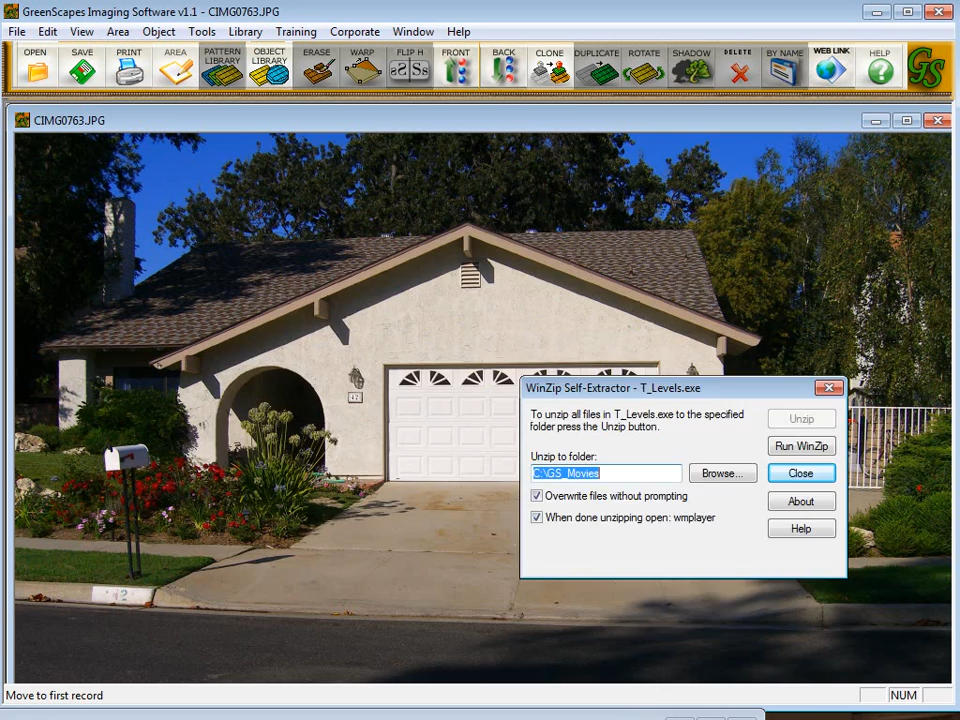 GreenScapes Imaging Software v1.1 - CIMG0763.JPG
File Edit View Area Object Tools Library Training Corporate Window Help
OPEN SAVE PRINT AREA PATTERN LIBRARY OBJECT LIBRARY ERASE WARP FLIP H FRONT BACK CLONE DUPLICATE ROTATE SHADOW DELETE BY NAME WEB LINK HELP
SSs
GS
CIMG0763.JPG
WinZip Self-Extractor - T_Levels.exe
To unzip all files in T_Levels.exe to the specified
folder press the Unzip button.
Unzip
Run WinZip
Unzip to folder:
C:\GS_Movies
Browse...
Close
Overwrite files without prompting
About
When done unzipping open: wmplayer
Help
Move to first record
NUM